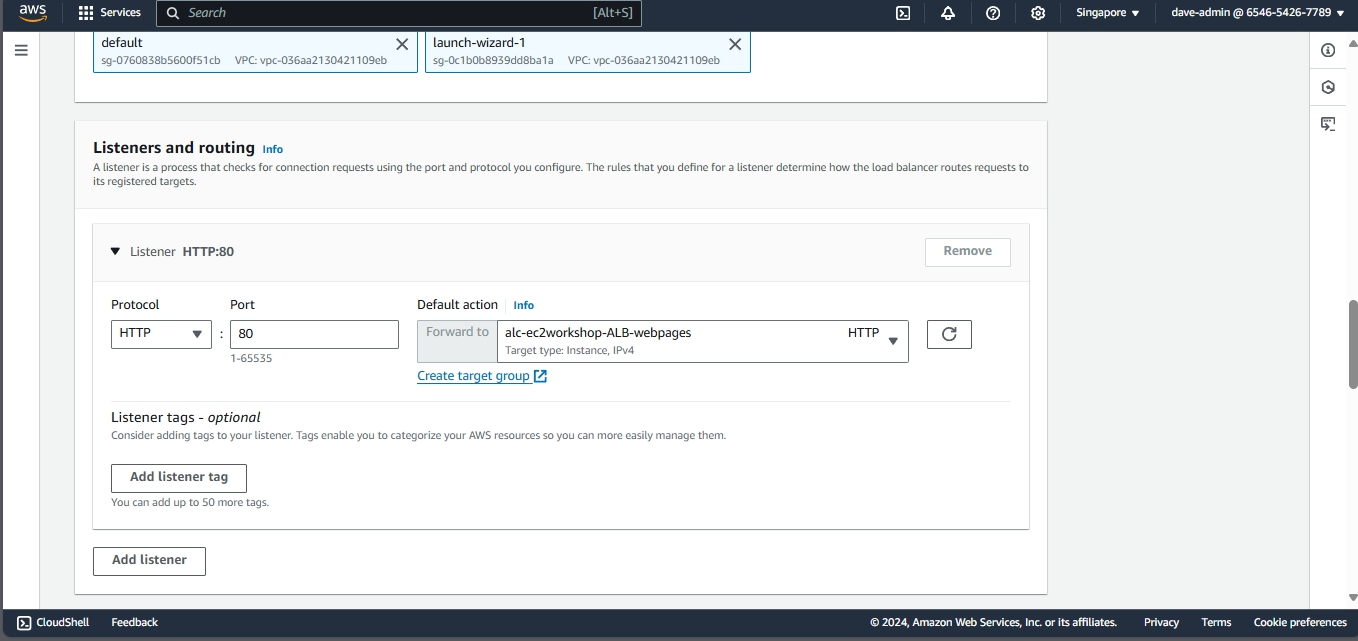 aws
Services
Search [Alt+S]
Singapore
dave-admin @ 6546-5426-7789
default
sg-0760838b5600f51cb VPC: vpc-036aa2130421109eb
launch-wizard-1
sg-0c1b0b8939dd8ba1a VPC: vpc-036aa2130421109eb
Listeners and routing Info
A listener is a process that checks for connection requests using the port and protocol you configure. The rules that you define for a listener determine how the load balancer routes requests to
its registered targets.
Listener HTTP:80
Remove
Protocol Port Default action Info
HTTP : 80 Forward to alc-ec2workshop-ALB-webpages HTTP
Target type: Instance, IPv4
1-65535
Create target group
Listener tags - optional
Consider adding tags to your listener. Tags enable you to categorize your AWS resources so you can more easily manage them.
Add listener tag
You can add up to 50 more tags.
Add listener
CloudShell Feedback © 2024, Amazon Web Services, Inc. or its affiliates. Privacy Terms Cookie preferences